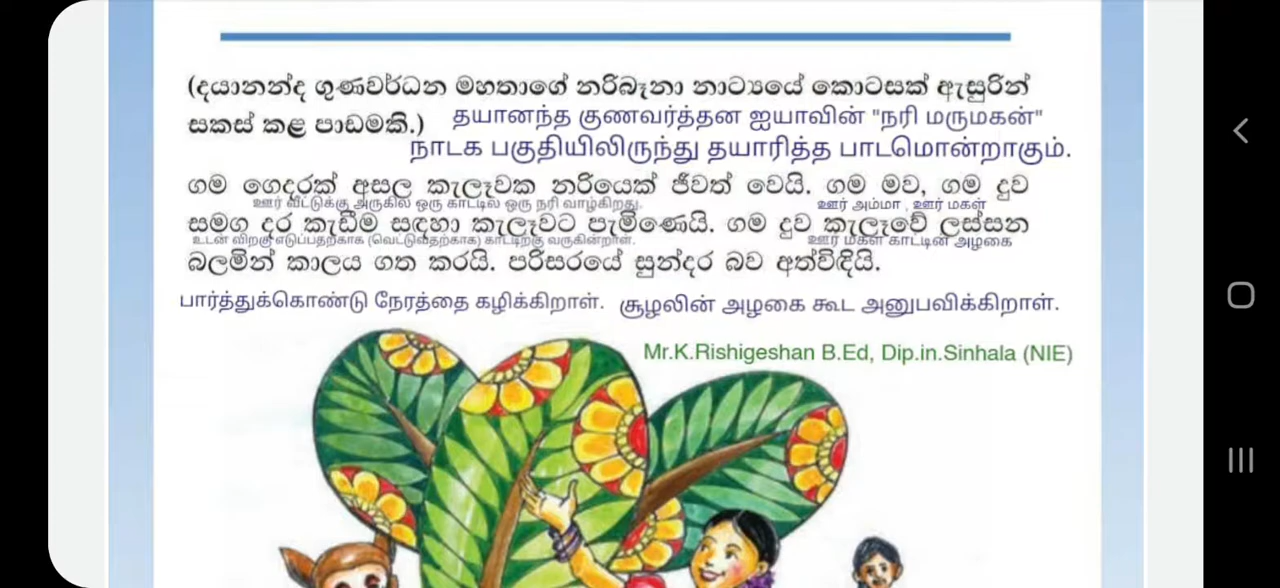 (දයානන්ද ගුණවර්ධන මහතාගේ නරිබෑනා නාට්‍යයේ කොටසක් ඇසුරින්
සකස් කළ පාඩමකි.) தயானந்த குணவர்த்தன ஐயாவின் "நரி மருமகன்"
நாடக பகுதியிலிருந்து தயாரித்த பாடமொன்றாகும்.
ගම ගෙදරක් අසල කැලෑවක නරියෙක් ජීවත් වෙයි. ගම මව, ගම දුව
ஊர் வீட்டுக்கு அருகில் ஒரு காட்டில் ஒரு நரி வாழ்கிறது. ஊர் அம்மா , ஊர் மகள்
සමග දර කැඩීම සඳහා කැලෑවට පැමිණෙයි. ගම දුව කැලෑවේ ලස්සන
உடன் விறகு எடுப்பதற்காக (வெட்டுவதற்காக) காட்டிற்கு வருகின்றாள். ஊர் மகள் காட்டின் அழகை
බලමින් කාලය ගත කරයි. පරිසරයේ සුන්දර බව අත්විඳියි.
பார்த்துக்கொண்டு நேரத்தை கழிக்கிறாள். சூழலின் அழகை கூட அனுபவிக்கிறாள்.
Mr.K.Rishigeshan B.Ed, Dip.in.Sinhala (NIE)